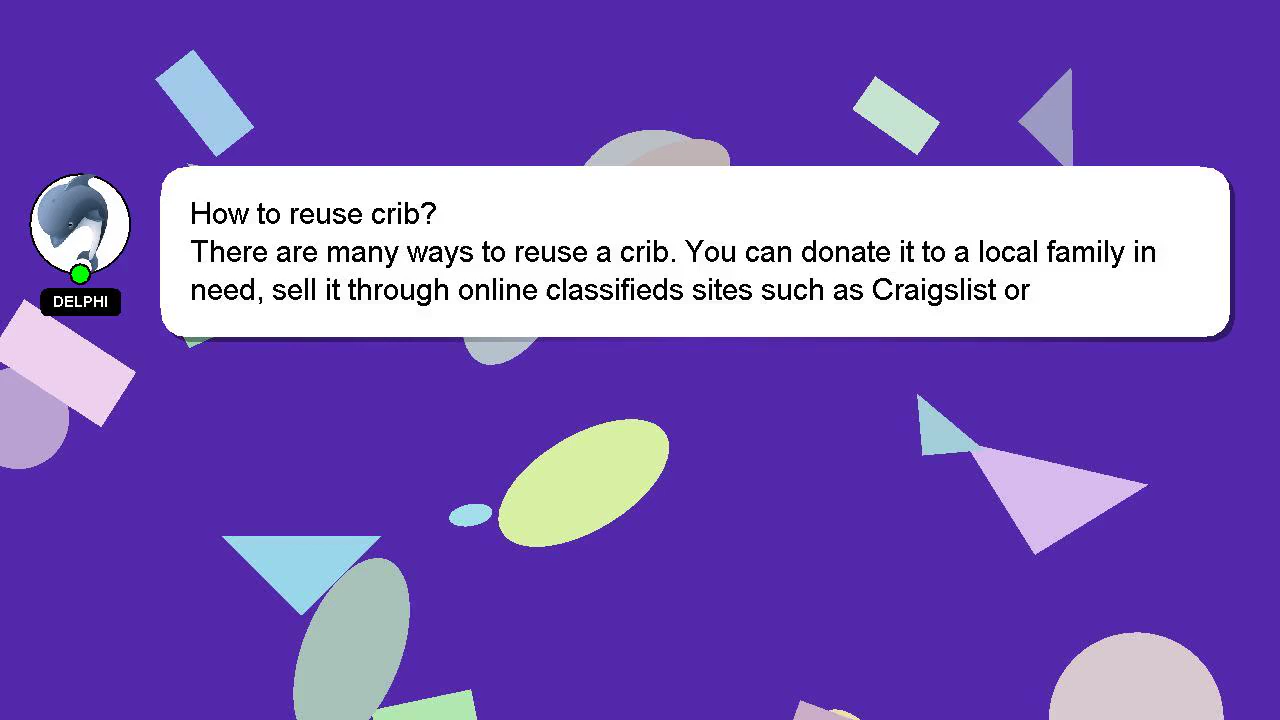 How to reuse crib?
There are many ways to reuse a crib. You can donate it to a local family in
need, sell it through online classifieds sites such as Craigslist or
DELPHI